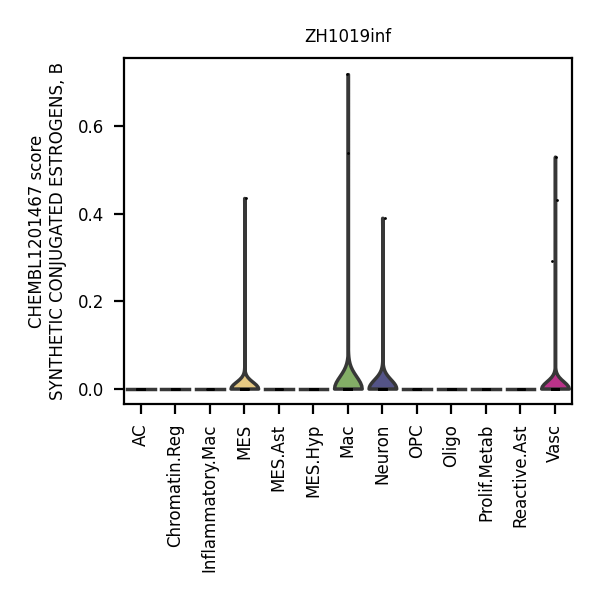 ZH1019inf
CHEMBL1201467 score
SYNTHETIC CONJUGATED ESTROGENS, B
0.6
0.4
0.2
0.0
AC
Chromatin.Reg
Inflammatory.Mac
MES
MES.Ast
MES.Hyp
Mac
Neuron
OPC
Oligo
Prolif.Metab
Reactive.Ast
Vasc